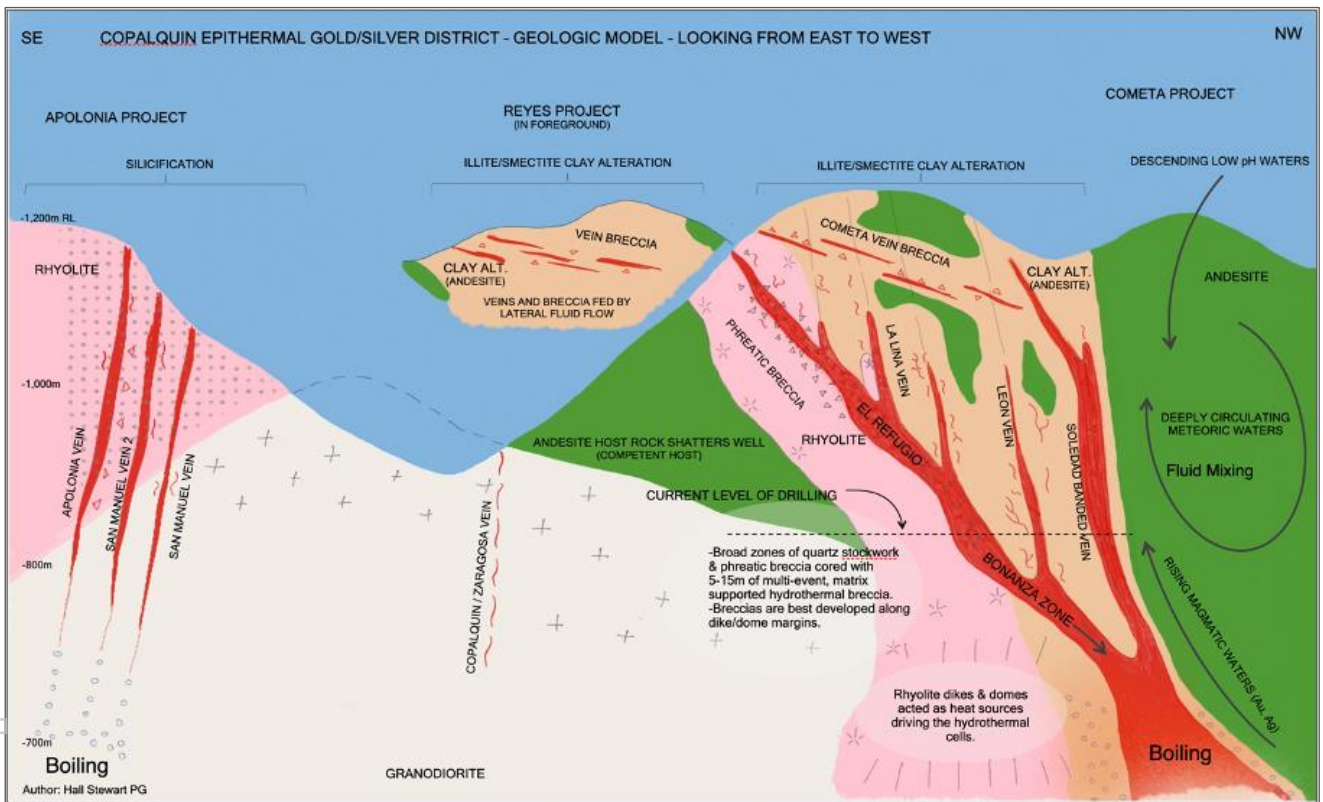 SE
COPALQUIN EPITHERMAL GOLD/SILVER DISTRICT - GEOLOGIC MODEL - LOOKING FROM EAST TO WEST
NW
APOLONIA PROJECT
REYES PROJECT
(IN FOREGROUND)
COMETA PROJECT
SILICIFICATION
ILLITE/SMECTITE CLAY ALTERATION
ILLITE/SMECTITE CLAY ALTERATION
DESCENDING LOW pH WATERS
-1,200m RL
RHYOLITE
VEIN BRECCIA
CLAY ALT.
(ANDESITE)
VEINS AND BRECCIA FED BY
LATERAL FLUID FLOW
COMETA VEIN BRECCIA
CLAY ALT.
(ANDESITE)
ANDESITE
-1,000m
PHREATIC BRECCIA
RHYOLITE
EL REFUGIO
LA LINA VEIN
LEON VEIN
SOLEDAD BANDED VEIN
DEEPLY CIRCULATING
METEORIC WATERS
Fluid Mixing
APOLONIA VEIN
SAN MANUEL VEIN 2
SAN MANUEL VEIN
ANDESITE HOST ROCK SHATTERS WELL
(COMPETENT HOST)
CURRENT LEVEL OF DRILLING
-800m
COPALQUIN / ZARAGOSA VEIN
-Broad zones of quartz stockwork
& phreatic breccia cored with
5-15m of multi-event, matrix
supported hydrothermal breccia.
-Breccias are best developed along
dike/dome margins.
BONANZA ZONE
RISING MAGMATIC WATERS (Au, Ag)
Rhyolite dikes & domes
acted as heat sources
driving the hydrothermal
cells.
-700m
Boiling
GRANODIORITE
Boiling
Author: Hall Stewart PG